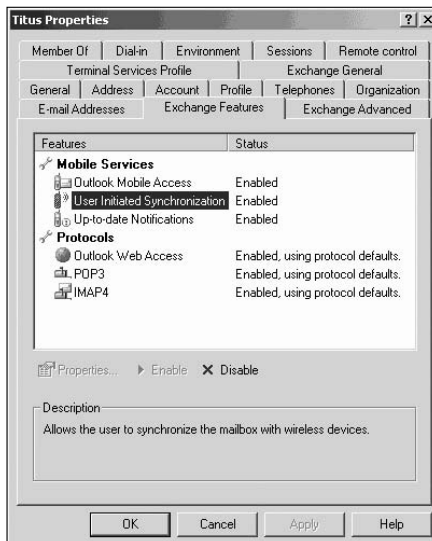 Titus Properties
Member Of Dial-in Environment Sessions Remote control
Terminal Services Profile Exchange General
General Address Account Profile Telephones Organization
E-mail Addresses Exchange Features Exchange Advanced
Features Status
Mobile Services
Outlook Mobile Access Enabled
User Initiated Synchronization Enabled
Up-to-date Notifications Enabled
Protocols
Outlook Web Access Enabled, using protocol defaults.
POP3 Enabled, using protocol defaults.
IMAP4 Enabled, using protocol defaults.
Properties... Enable Disable
Description
Allows the user to synchronize the mailbox with wireless devices.
OK Cancel Apply Help